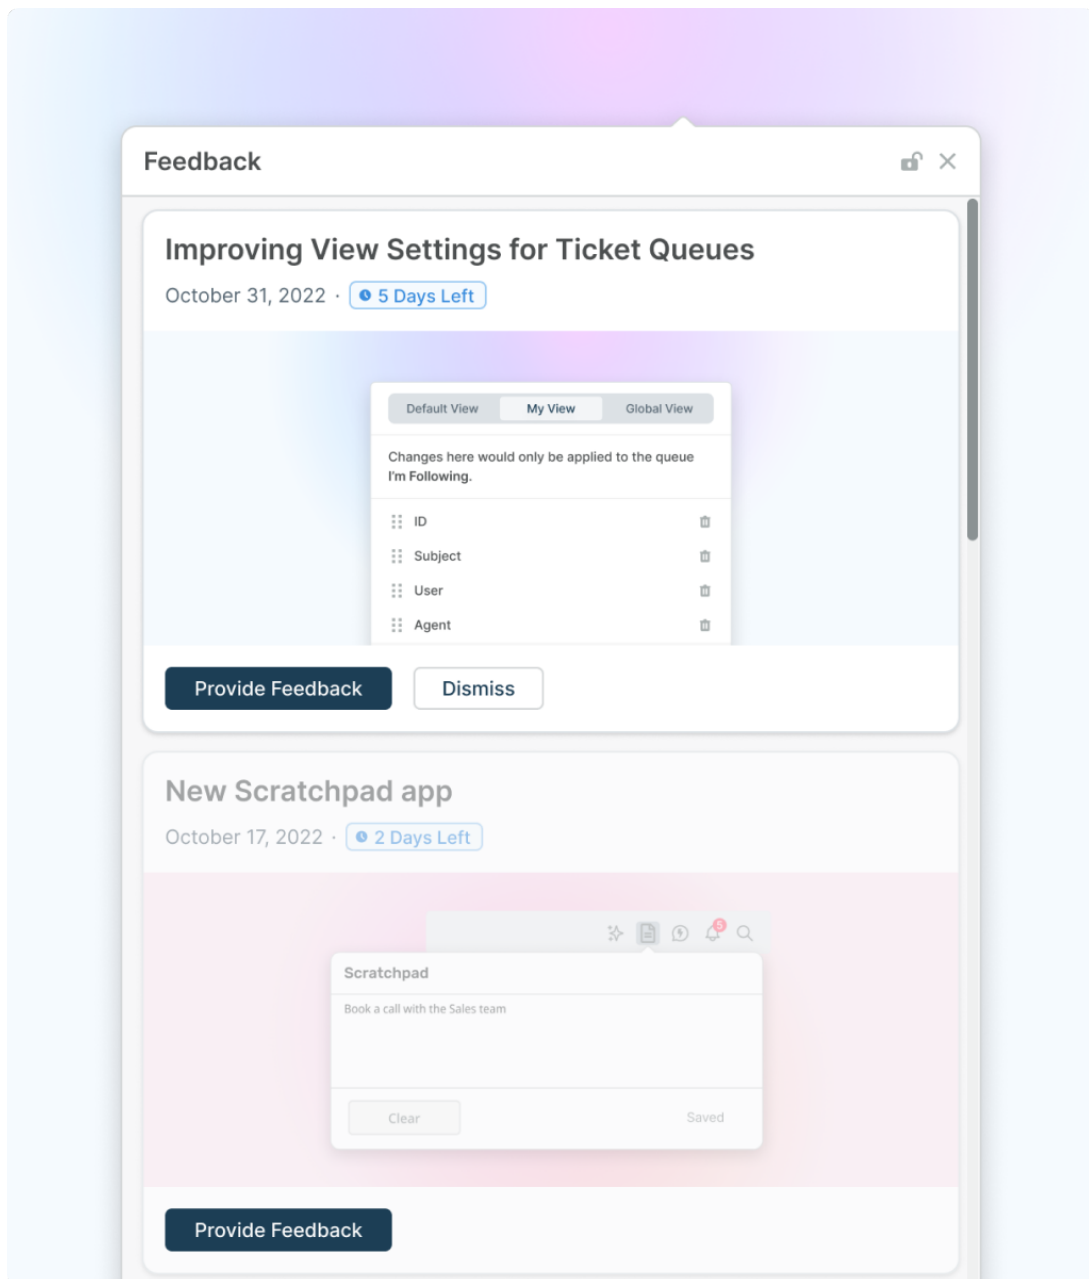 Feedback
Improving View Settings for Ticket Queues
October 31, 2022 · 5 Days Left
Default View My View Global View
Changes here would only be applied to the queue
I'm Following.
ID
Subject
User
Agent
Provide Feedback Dismiss
New Scratchpad app
October 17, 2022 · 2 Days Left
5
Scratchpad
Book a call with the Sales team
Clear Saved
Provide Feedback